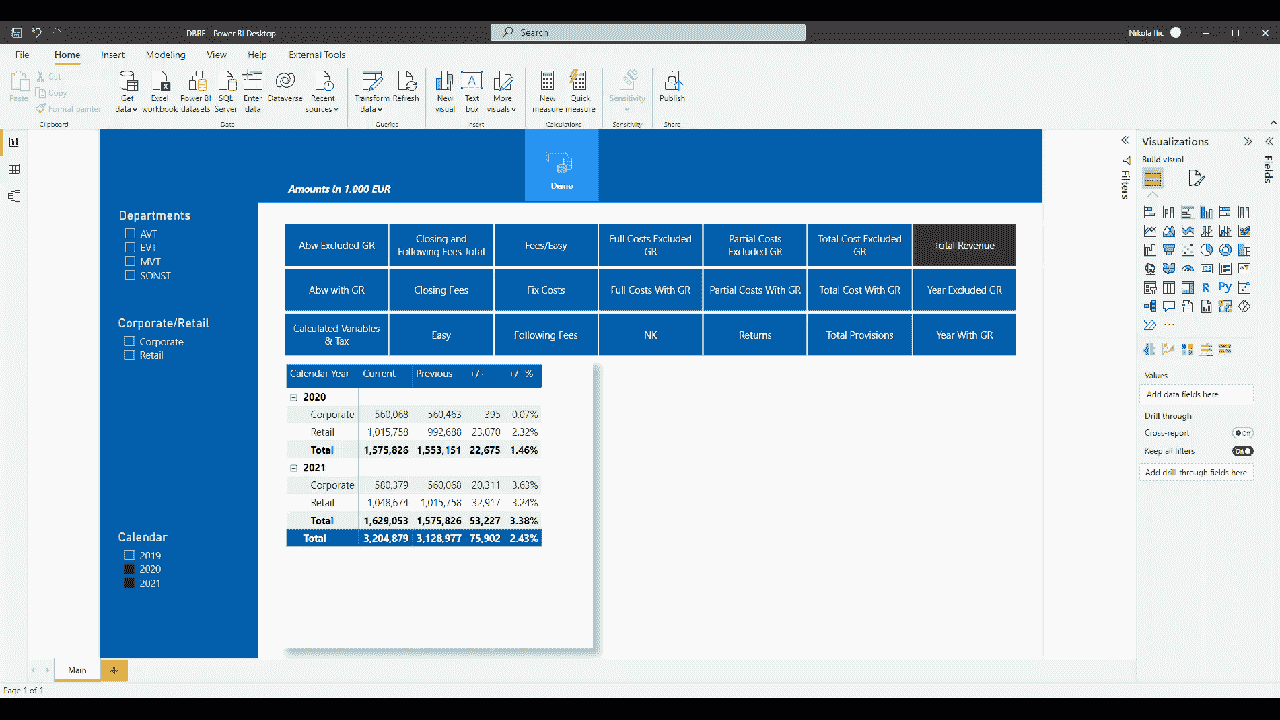 DBRF - Power BI Desktop
Search
Nikola Ilic
File Home Insert Modeling View Help External Tools
Paste
Cut
Copy
Format painter
Get data
Excel workbook
Power BI datasets
SQL Server
Enter data
Dataverse
Recent sources
Transform data
Refresh
New visual
Text box
More visuals
New measure
Quick measure
Sensitivity
Publish
Clipboard Data Queries Insert Calculations Sensitivity Share
Amounts in 1.000 EUR
Demo
Departments
AVT
EVT
MVT
SONST
Corporate/Retail
Corporate
Retail
Calendar
2019
2020
2021
Abw Excluded GR
Closing and
Following Fees Total
Fees/Easy
Full Costs Excluded
GR
Partial Costs
Excluded GR
Total Cost Excluded
GR
Total Revenue
Abw with GR
Closing Fees
Fix Costs
Full Costs With GR
Partial Costs With GR
Total Cost With GR
Year Excluded GR
Calculated Variables
& Tax
Easy
Following Fees
NK
Returns
Total Provisions
Year With GR
Calendar Year Current Previous +/- +/- %
2020
Corporate 560,068 560,463 395 0.07%
Retail 1,015,758 992,688 23,070 2.32%
Total 1,575,826 1,553,151 22,675 1.46%
2021
Corporate 580,379 560,068 20,311 3.63%
Retail 1,048,674 1,015,758 32,917 3.24%
Total 1,629,053 1,575,826 53,227 3.38%
Total 3,204,879 3,128,977 75,902 2.43%
Filters
Visualizations
Build visual
Fields
R Py
Values
Add data fields here
Drill through
Cross-report
Off
Keep all filters
On
Add drill-through fields here
Main
Page 1 of 1